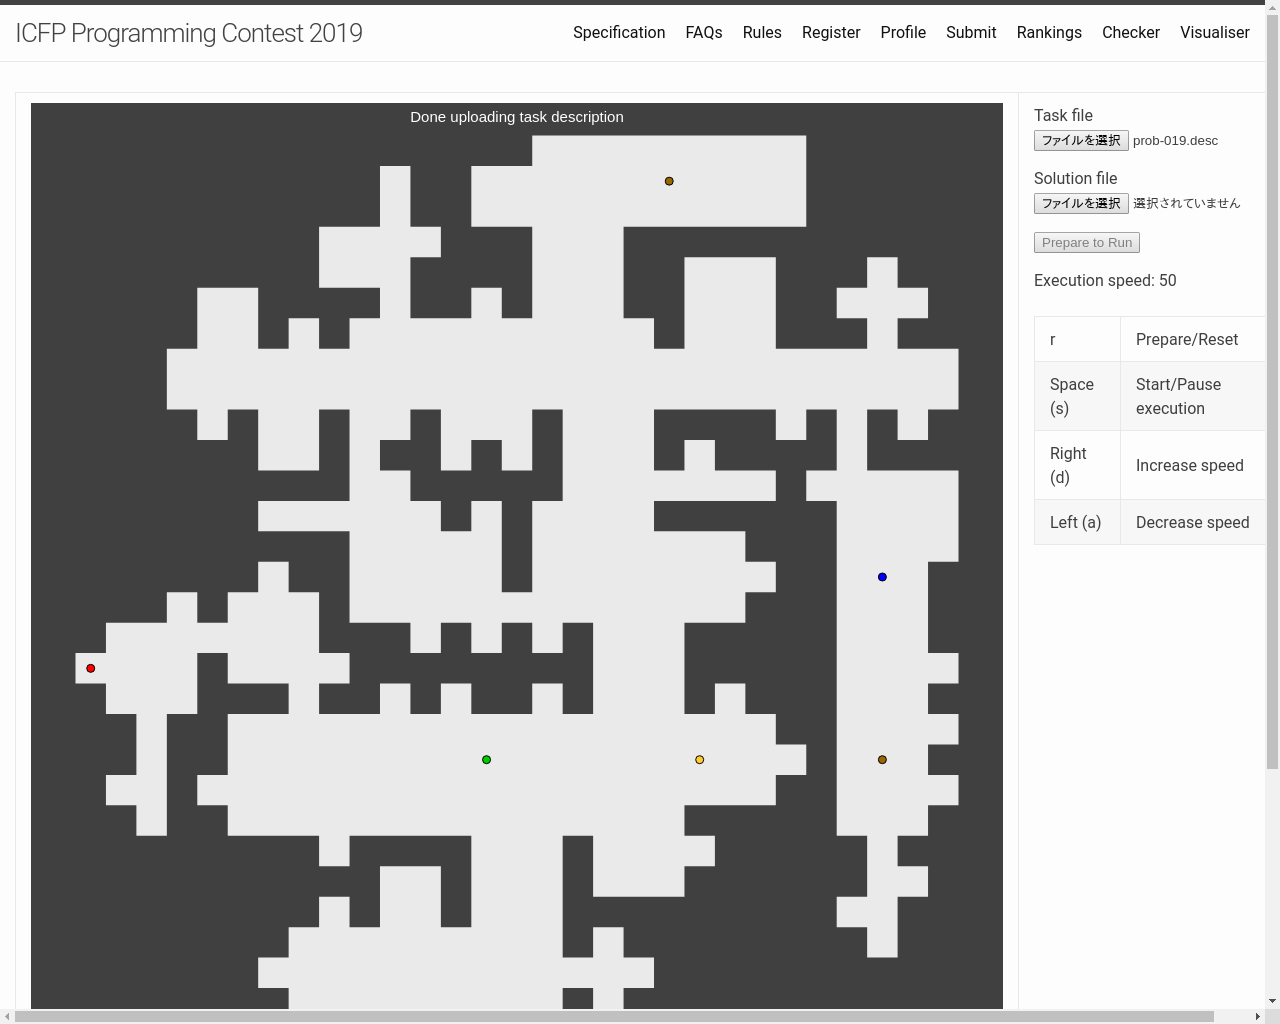 ICFP Programming Contest 2019
Specification FAQs Rules Register Profile Submit Rankings Checker Visualiser
Done uploading task description
Task file
ファイルを選択 prob-019.desc
Solution file
ファイルを選択 選択されていません
Prepare to Run
Execution speed: 50
r Prepare/Reset
Space (s) Start/Pause execution
Right (d) Increase speed
Left (a) Decrease speed